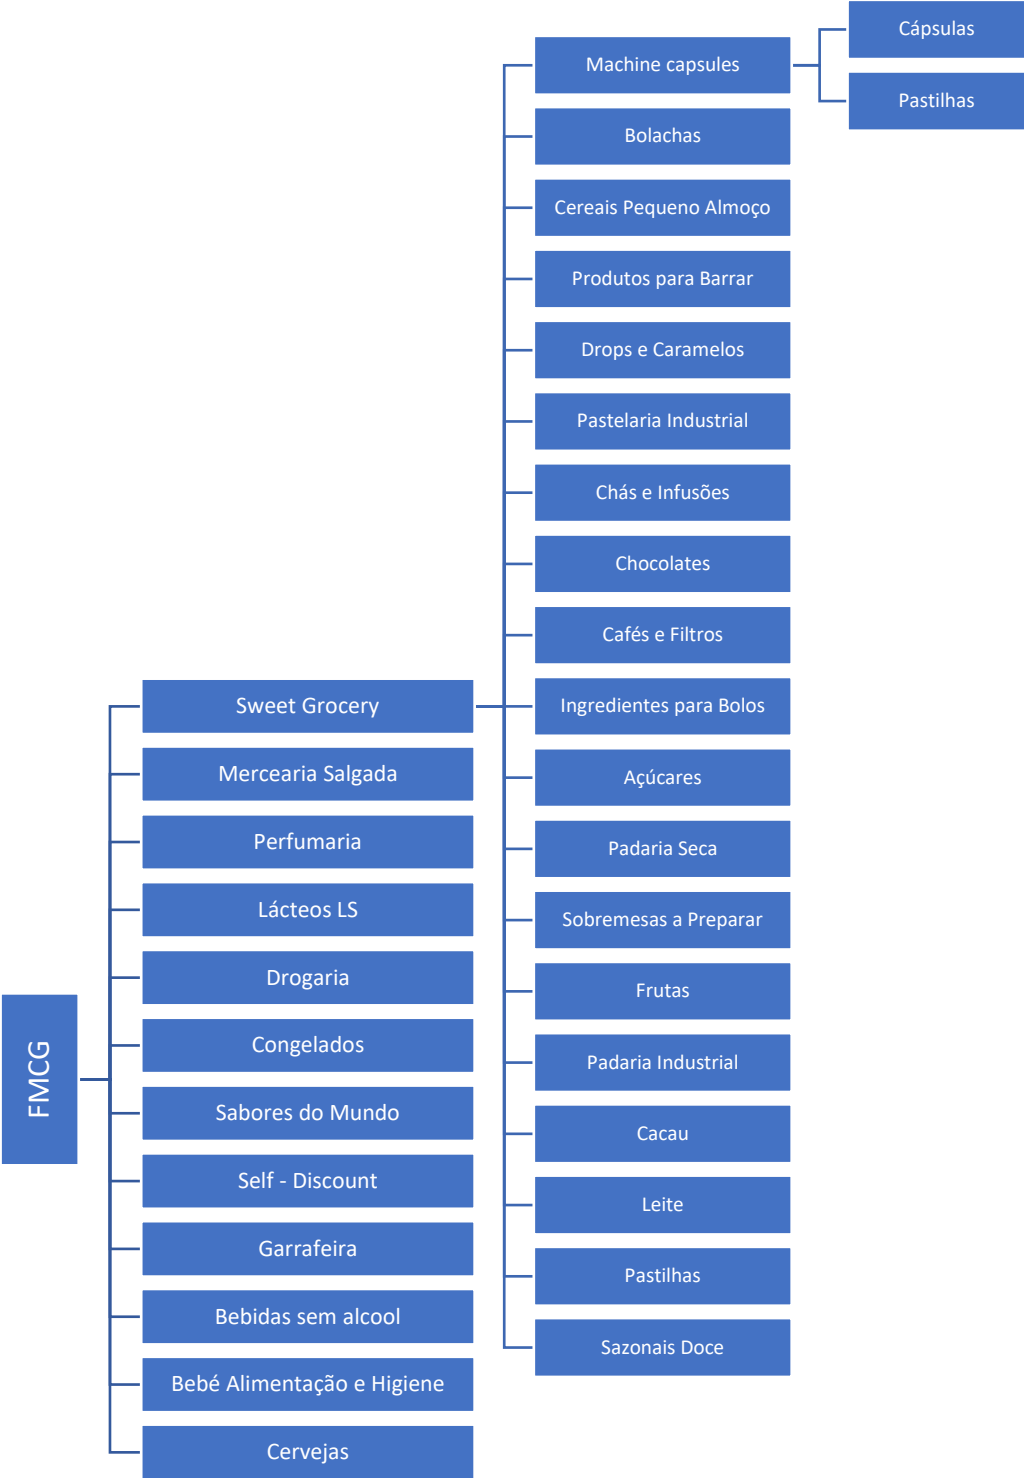 FMCG
Sweet Grocery
Mercearia Salgada
Perfumaria
Lácteos LS
Drogaria
Congelados
Sabores do Mundo
Self - Discount
Garrafeira
Bebidas sem alcool
Bebé Alimentação e Higiene
Cervejas
Machine capsules
Bolachas
Cereais Pequeno Almoço
Produtos para Barrar
Drops e Caramelos
Pastelaria Industrial
Chás e Infusões
Chocolates
Cafés e Filtros
Ingredientes para Bolos
Açúcares
Padaria Seca
Sobremesas a Preparar
Frutas
Padaria Industrial
Cacau
Leite
Pastilhas
Sazonais Doce
Cápsulas
Pastilhas